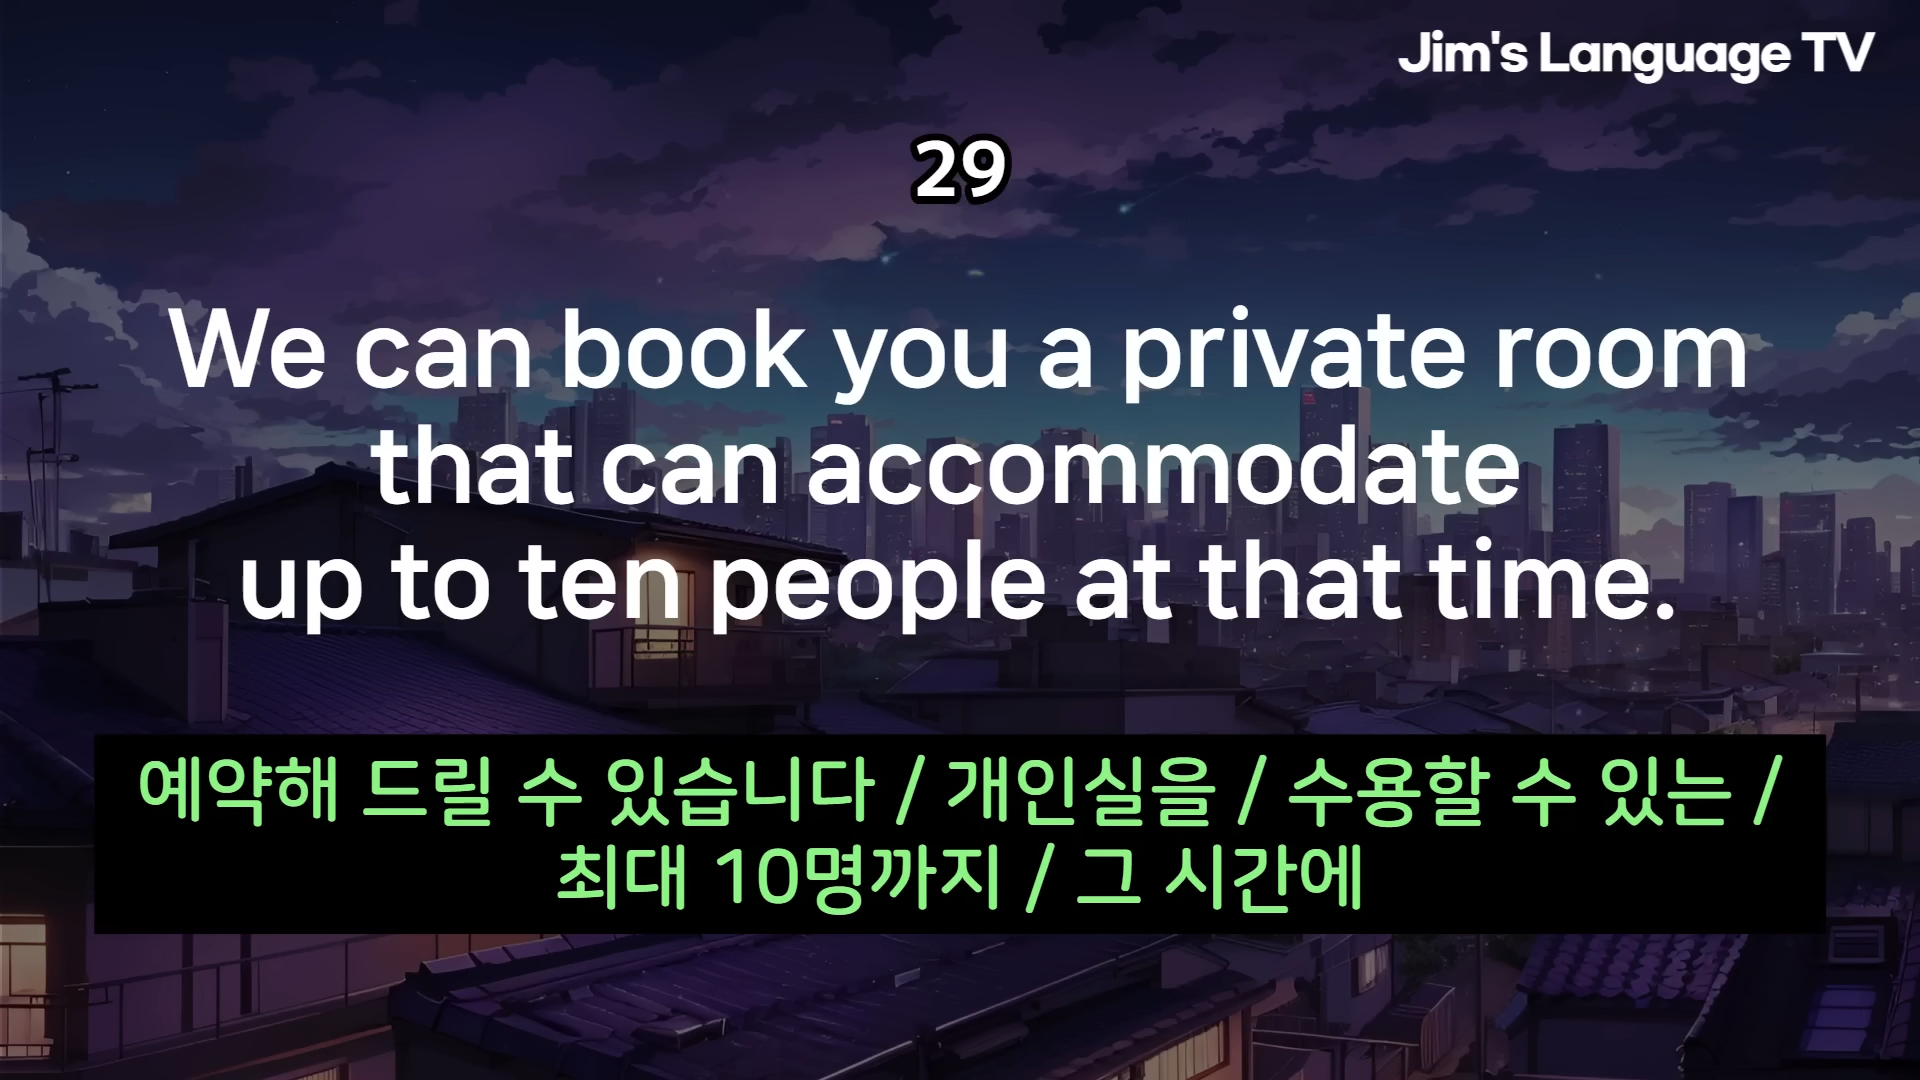 Jim's Language TV
29
We can book you a private room
that can accommodate
up to ten people at that time.
예약해 드릴 수 있습니다 / 개인실을 / 수용할 수 있는 /
최대 10명까지 / 그 시간에